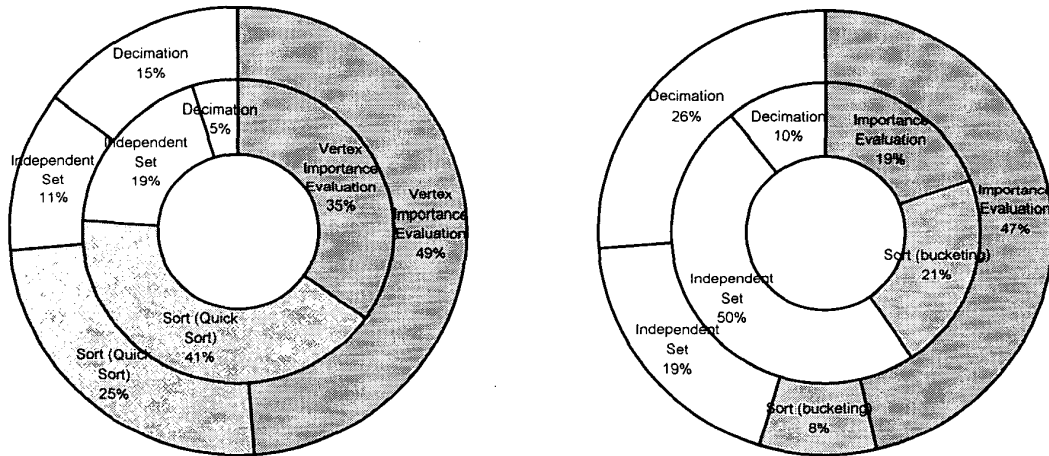 Decimation
15%
Decimation
5%
Independent
Set
19%
Independent
Set
11%
Vertex
Importance
Evaluation
35%
Vertex
Importance
Evaluation
49%
Sort (Quick
Sort)
41%
Sort (Quick
Sort)
25%
Decimation
26%
Decimation
10%
Importance
Evaluation
19%
Importance
Evaluation
47%
Sort (bucketing)
21%
Independent
Set
50%
Independent
Set
19%
Sort (bucketing)
8%